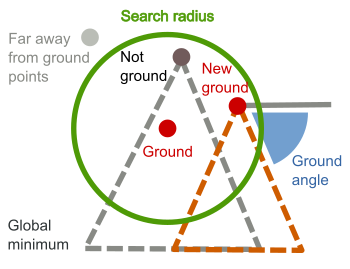 Search radius
Far away
from ground
points
Not
ground
New
ground
Ground
Ground
angle
Global
minimum